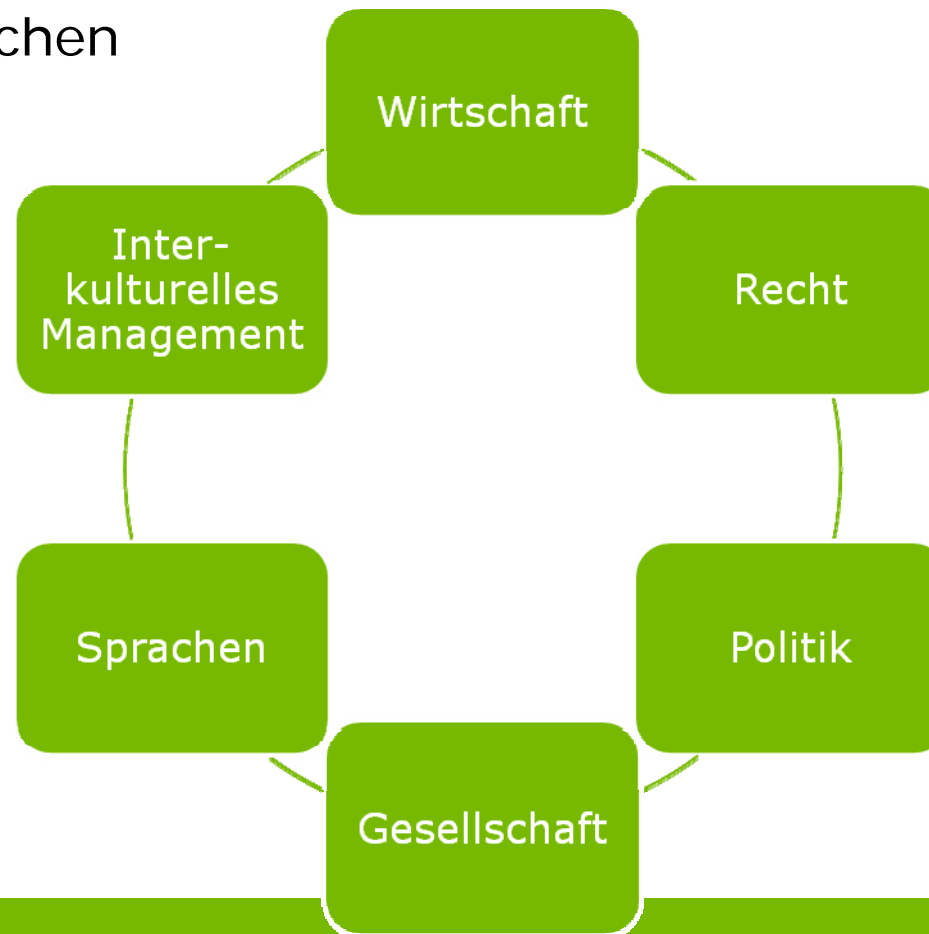 chen
Wirtschaft
Inter-
kulturelles
Management
Recht
Sprachen
Politik
Gesellschaft